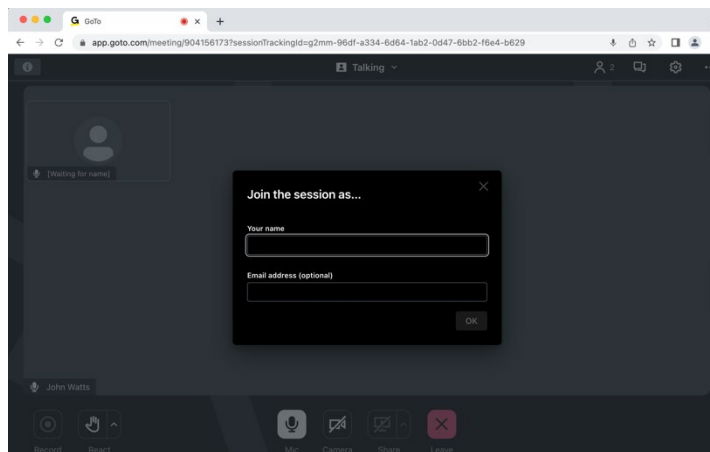 GoTo
app.goto.com/meeting/904156173?sessionTrackingId=g2mm-96df-a334-6d64-1ab2-0d47-6bb2-f6e4-b629
Talking
2
[Waiting for name]
Join the session as...
Your name
Email address (optional)
OK
John Watts
Record React Mic Camera Share Leave